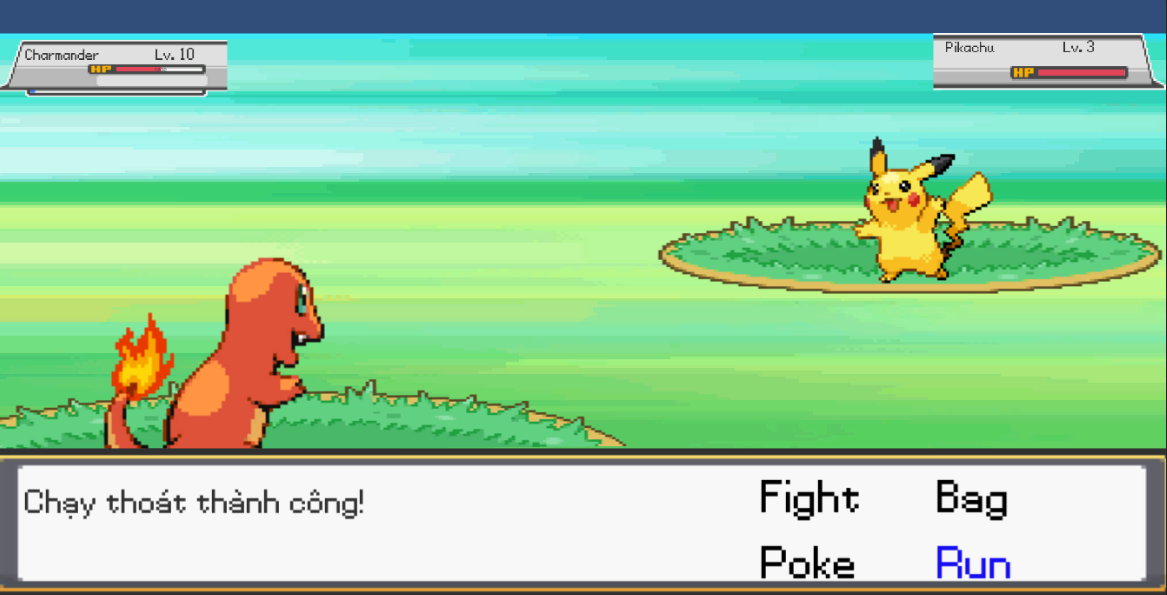 Charmander Lv. 10
HP
Pikachu Lv. 3
HP
Chạy thoát thành công!
Fight Bag
Poke Run